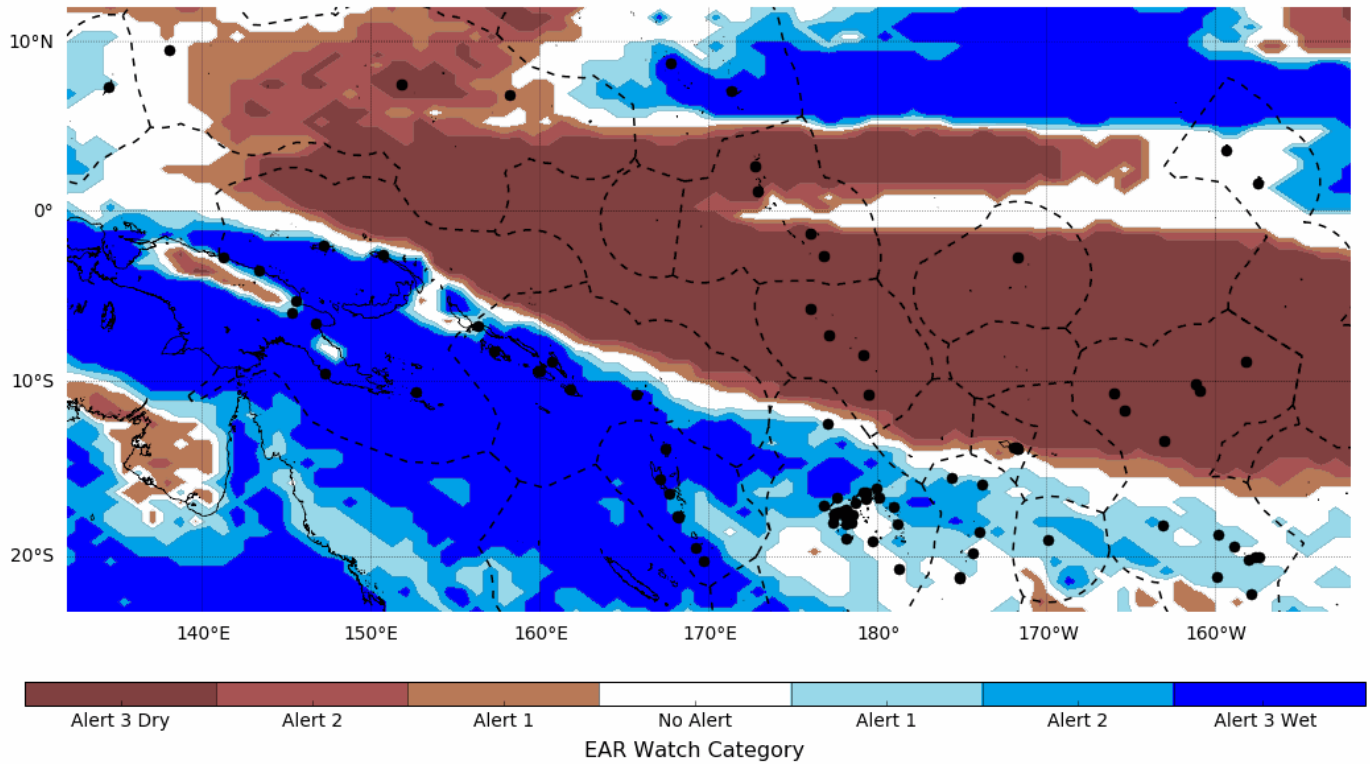 10°N
0°
10°S
20°S
140°E 150°E 160°E 170°E 180° 170°W 160°W
Alert 3 Dry Alert 2 Alert 1 No Alert Alert 1 Alert 2 Alert 3 Wet
EAR Watch Category